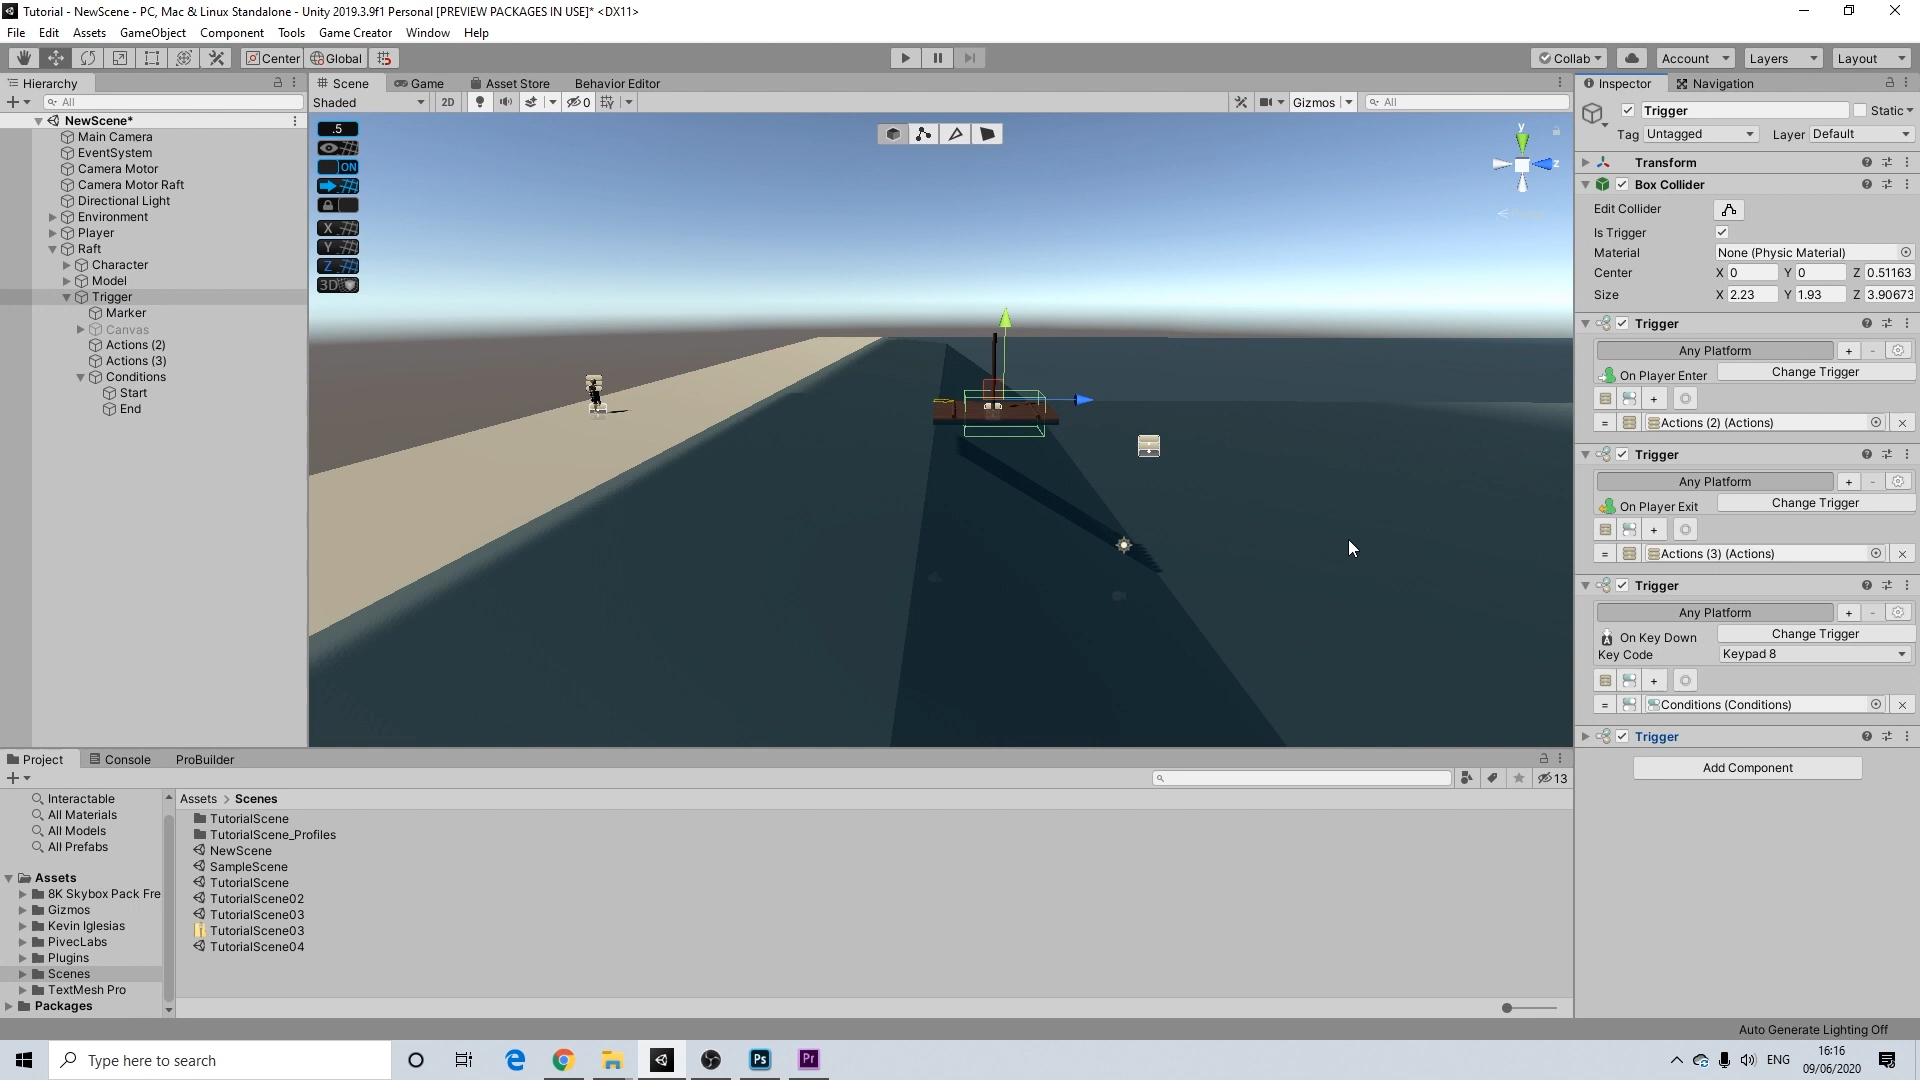 Tutorial - NewScene - PC, Mac & Linux Standalone - Unity 2019.3.9f1 Personal [PREVIEW PACKAGES IN USE]* <DX11>
File Edit Assets GameObject Component Tools Game Creator Window Help
Center Global Collab Account Layers Layout
Hierarchy
All
NewScene*
Main Camera
EventSystem
Camera Motor
Camera Motor Raft
Directional Light
Environment
Player
Raft
Character
Model
Trigger
Marker
Canvas
Actions (2)
Actions (3)
Conditions
Start
End
Scene Game Asset Store Behavior Editor
Shaded 2D 0 Gizmos All
.5
ON
X
Y
Z
3D
y
z
Inspector Navigation
Trigger Static
Tag Untagged Layer Default
Transform
Box Collider
Edit Collider
Is Trigger
Material None (Physic Material)
Center X 0 Y 0 Z 0.51163
Size X 2.23 Y 1.93 Z 3.90673
Trigger
Any Platform + -
On Player Enter Change Trigger
+
= Actions (2) (Actions)
Trigger
Any Platform + -
On Player Exit Change Trigger
+
= Actions (3) (Actions)
Trigger
Any Platform + -
On Key Down Change Trigger
Key Code Keypad 8
+
= Conditions (Conditions)
Trigger
Add Component
Project Console ProBuilder
13
Interactable
All Materials
All Models
All Prefabs
Assets
8K Skybox Pack Fre
Gizmos
Kevin Iglesias
PivecLabs
Plugins
Scenes
TextMesh Pro
Packages
Assets > Scenes
TutorialScene
TutorialScene_Profiles
NewScene
SampleScene
TutorialScene
TutorialScene02
TutorialScene03
TutorialScene03
TutorialScene04
Auto Generate Lighting Off
Type here to search
Ps Pr
ENG
16:16
09/06/2020